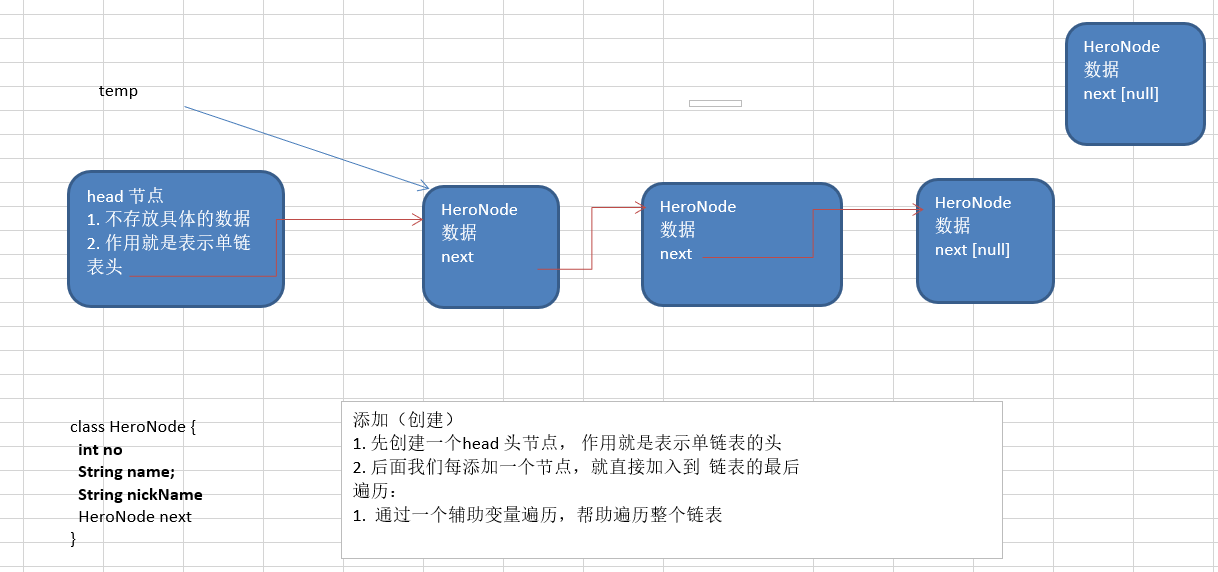 temp
HeroNode
数据
next [null]
head 节点
1. 不存放具体的数据
2. 作用就是表示单链
表头
HeroNode
数据
next
HeroNode
数据
next
HeroNode
数据
next [null]
class HeroNode {
int no
String name;
String nickName
HeroNode next
}
添加（创建）
1. 先创建一个head 头节点， 作用就是表示单链表的头
2. 后面我们每添加一个节点，就直接加入到 链表的最后
遍历：
1. 通过一个辅助变量遍历，帮助遍历整个链表